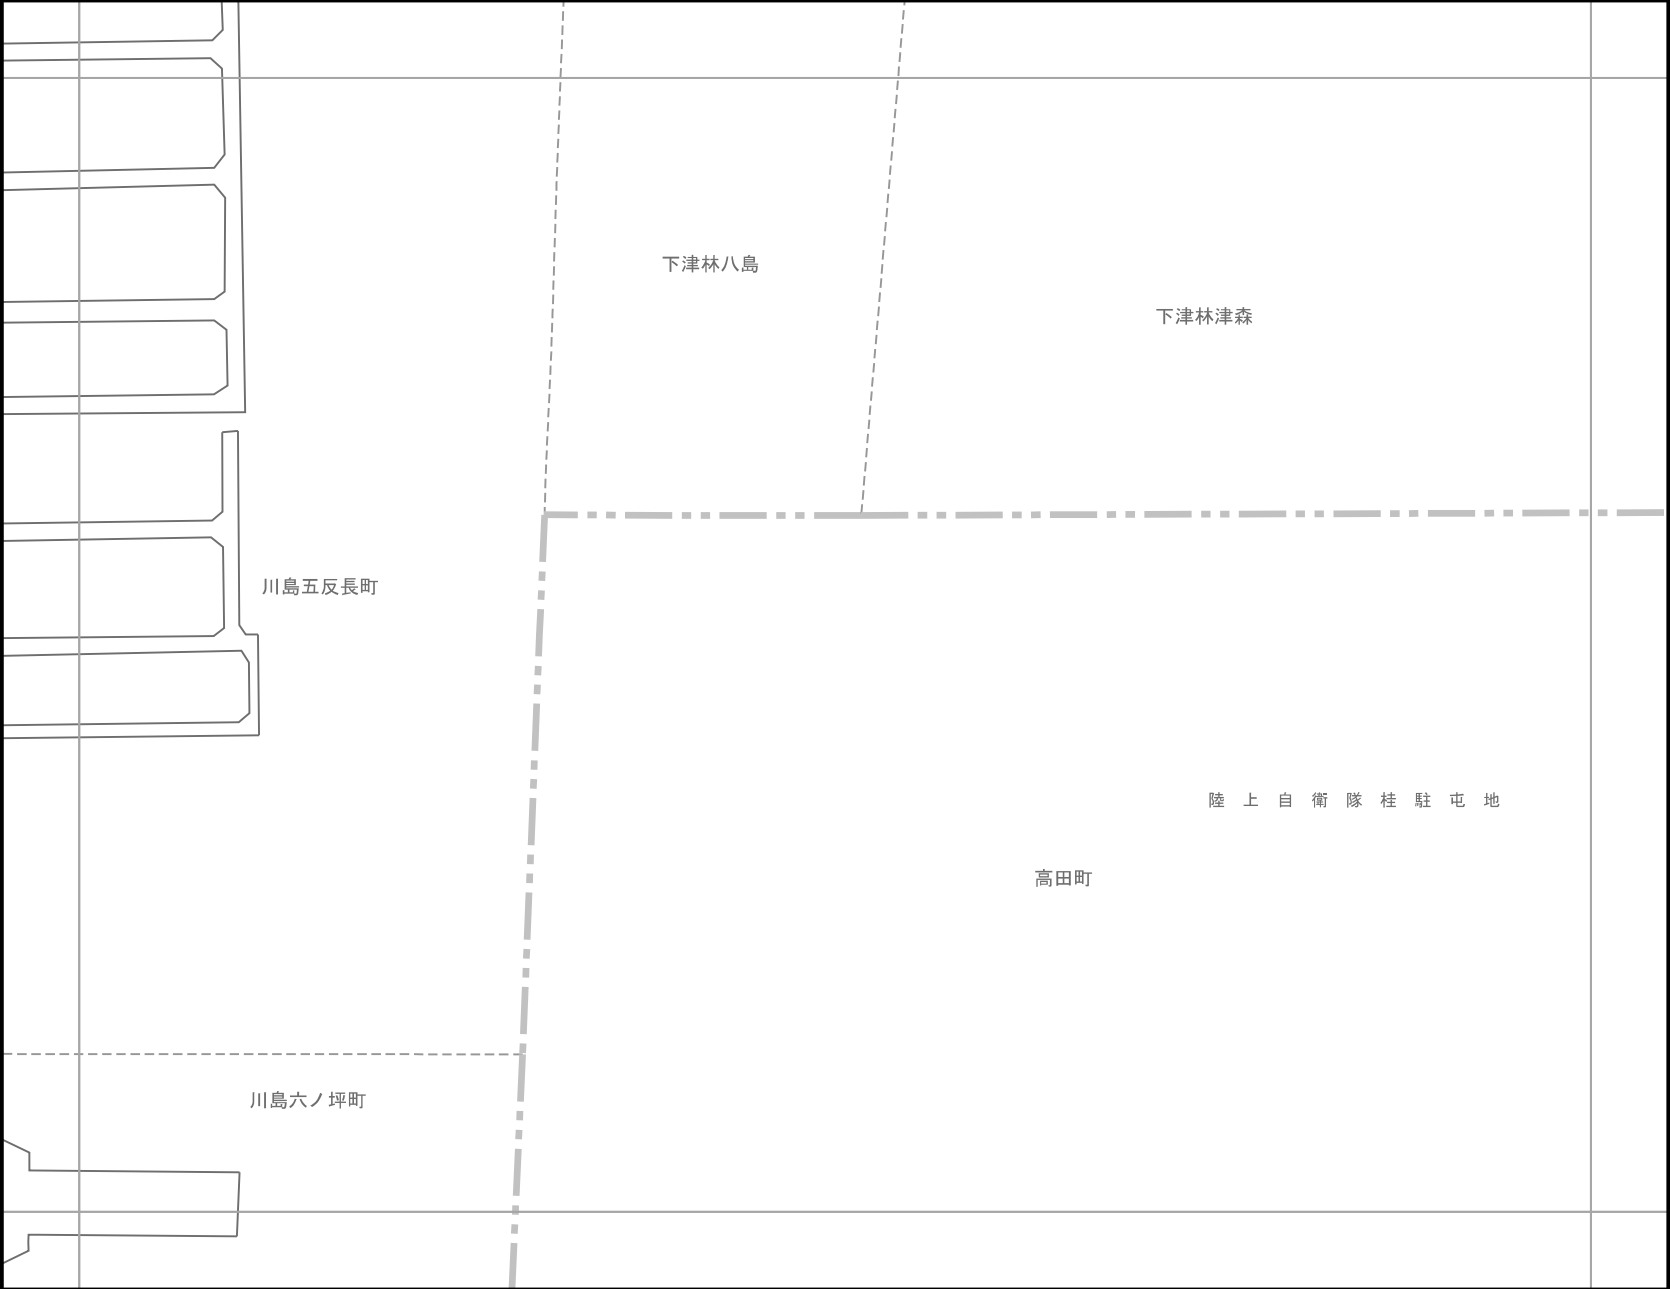 下津林八島
下津林津森
川島五反長町
陸上自衛隊桂駐屯地
高田町
川島六ノ坪町